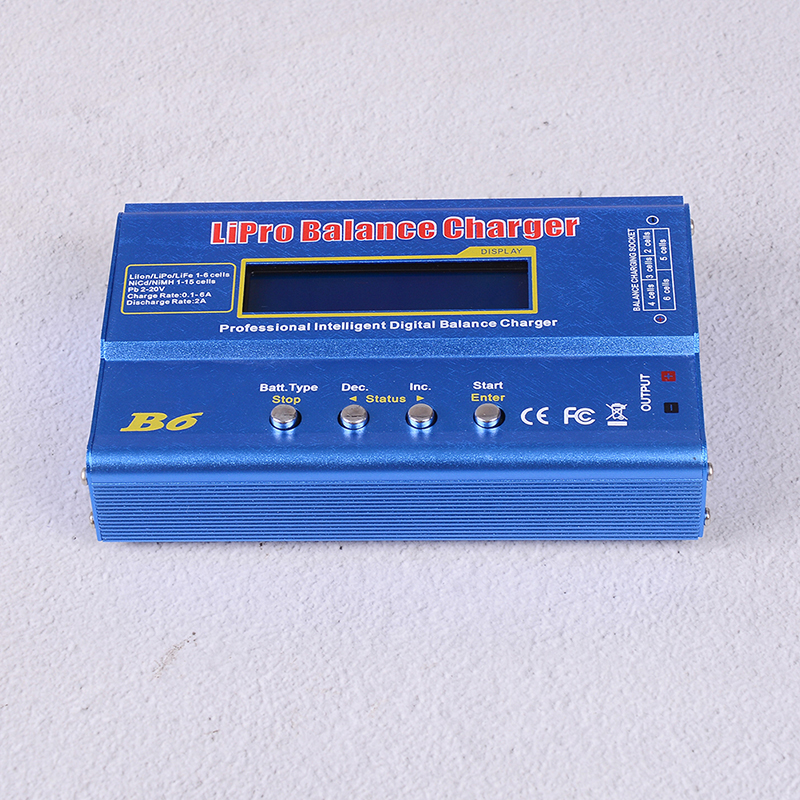 LiPro Balance Charger
DISPLAY
LiIon/LiPo/LiFe 1-6 cells
NiCd/NiMH 1-15 cells
Pb 2-20V
Charge Rate:0.1-6A
Discharge Rate:2A
Professional Intelligent Digital Balance Charger
BALANCE CHARGING SOCKET
2 cells
3 cells
4 cells
5 cells
6 cells
Batt.Type
Stop
Dec.
Inc.
◄ Status ►
Start
Enter
B6
CE FC
OUTPUT
+
-